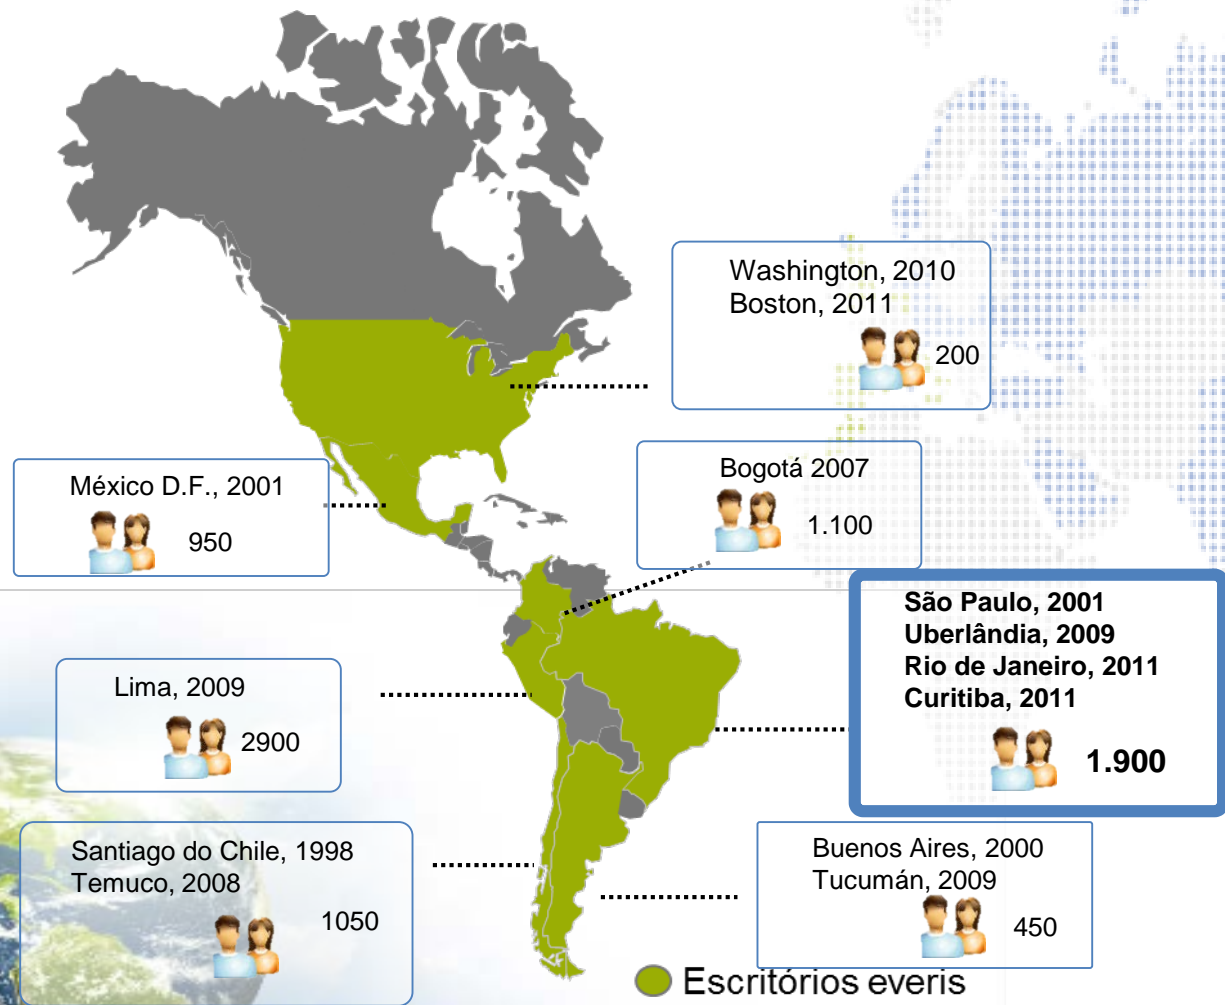 Washington, 2010
Boston, 2011
200
México D.F., 2001
950
Bogotá 2007
1.100
São Paulo, 2001
Uberlândia, 2009
Rio de Janeiro, 2011
Curitiba, 2011
1.900
Lima, 2009
2900
Santiago do Chile, 1998
Temuco, 2008
1050
Buenos Aires, 2000
Tucumán, 2009
450
Escritórios everis